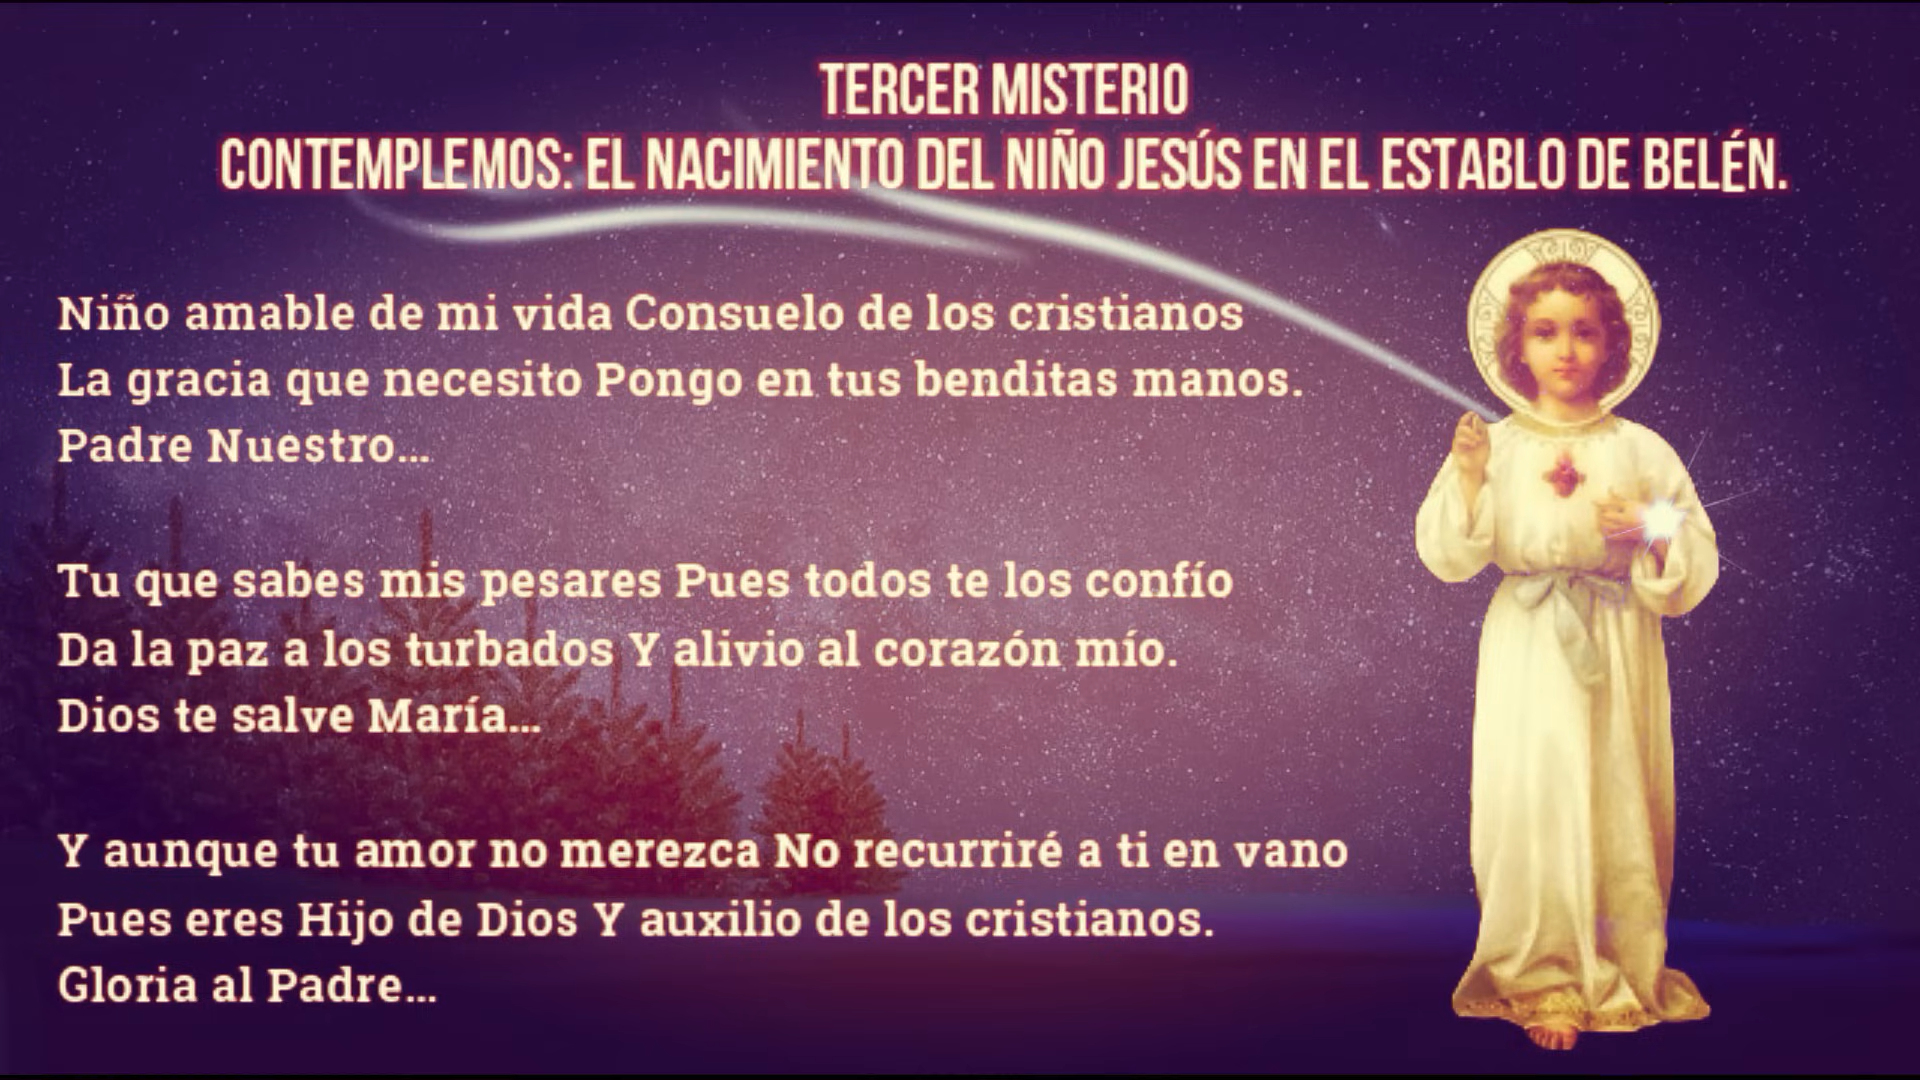 TERCER MISTERIO
CONTEMPLEMOS: EL NACIMIENTO DEL NIÑO JESÚS EN EL ESTABLO DE BELÉN.
Niño amable de mi vida Consuelo de los cristianos
La gracia que necesito Pongo en tus benditas manos.
Padre Nuestro...
Tu que sabes mis pesares Pues todos te los confío
Da la paz a los turbados Y alivio al corazón mío.
Dios te salve María...
Y aunque tu amor no merezca No recurriré a ti en vano
Pues eres Hijo de Dios Y auxilio de los cristianos.
Gloria al Padre...